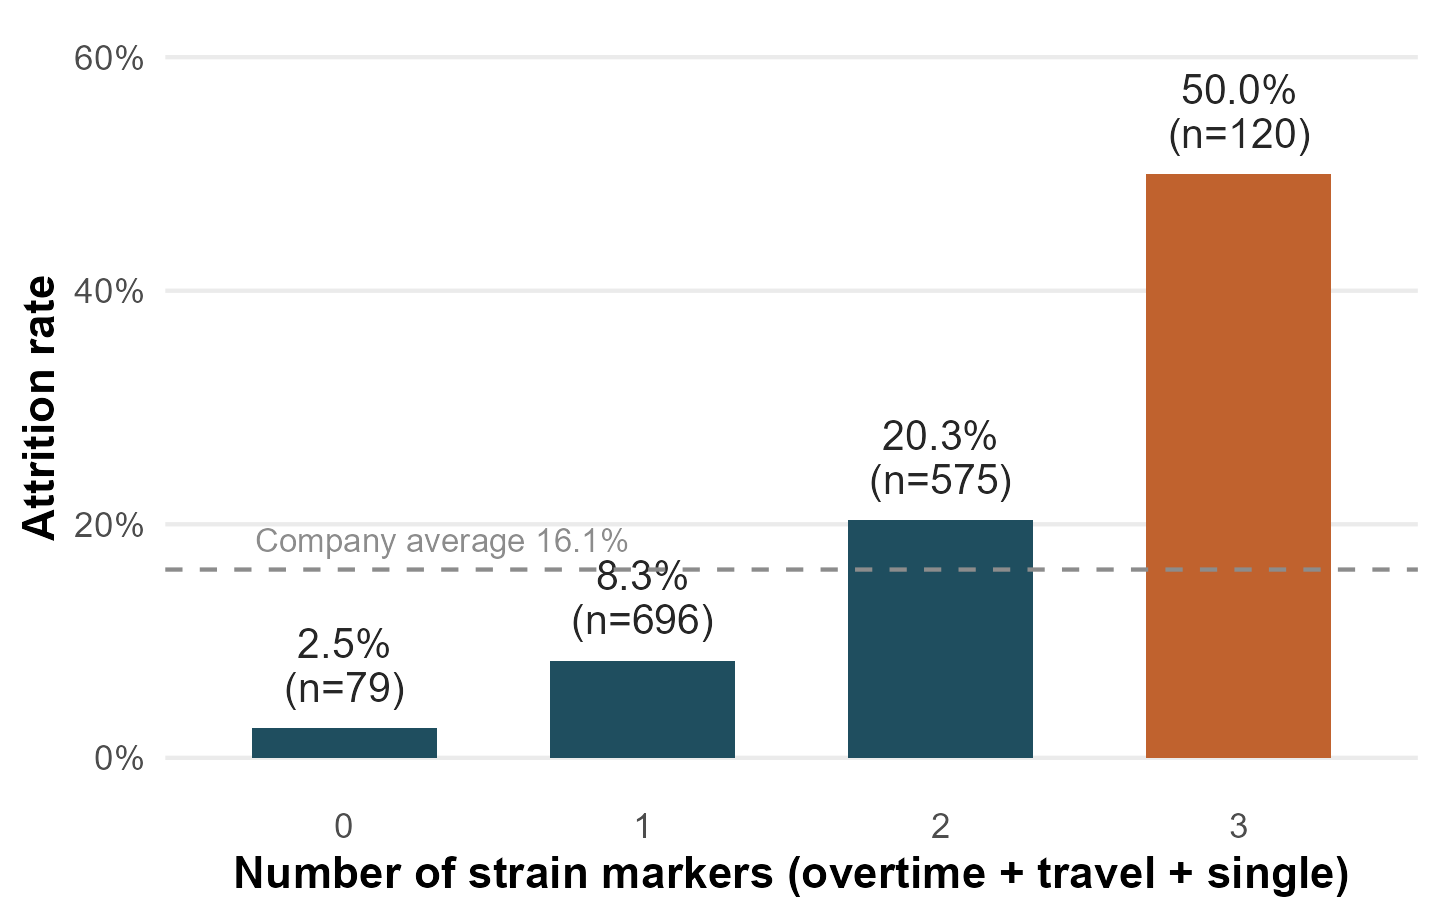 60%
50.0%
(n=120)
Attrition rate
40%
20.3%
(n=575)
20%
Company average 16.1%
8.3%
(n=696)
2.5%
(n=79)
0%
0
1
2
3
Number of strain markers (overtime + travel + single)